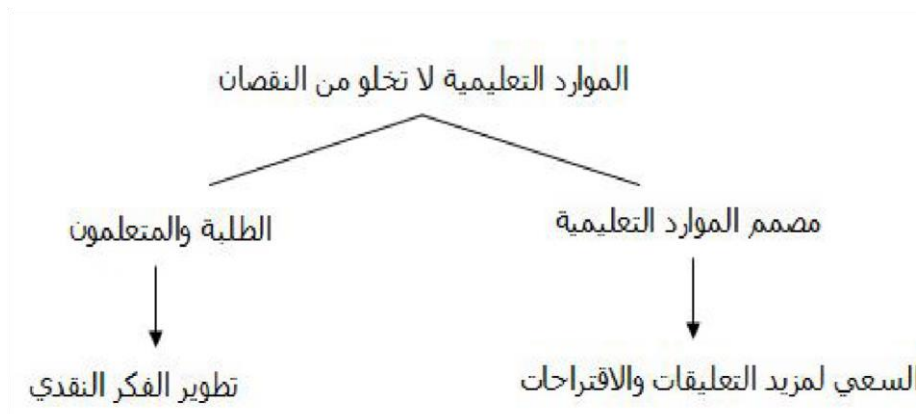 الموارد التعليمية لا تخلو من النقصان
مصمم الموارد التعليمية
الطلبة والمتعلمون
السعي لمزيد التعليقات والاقتراحات
تطوير الفكر النقدي